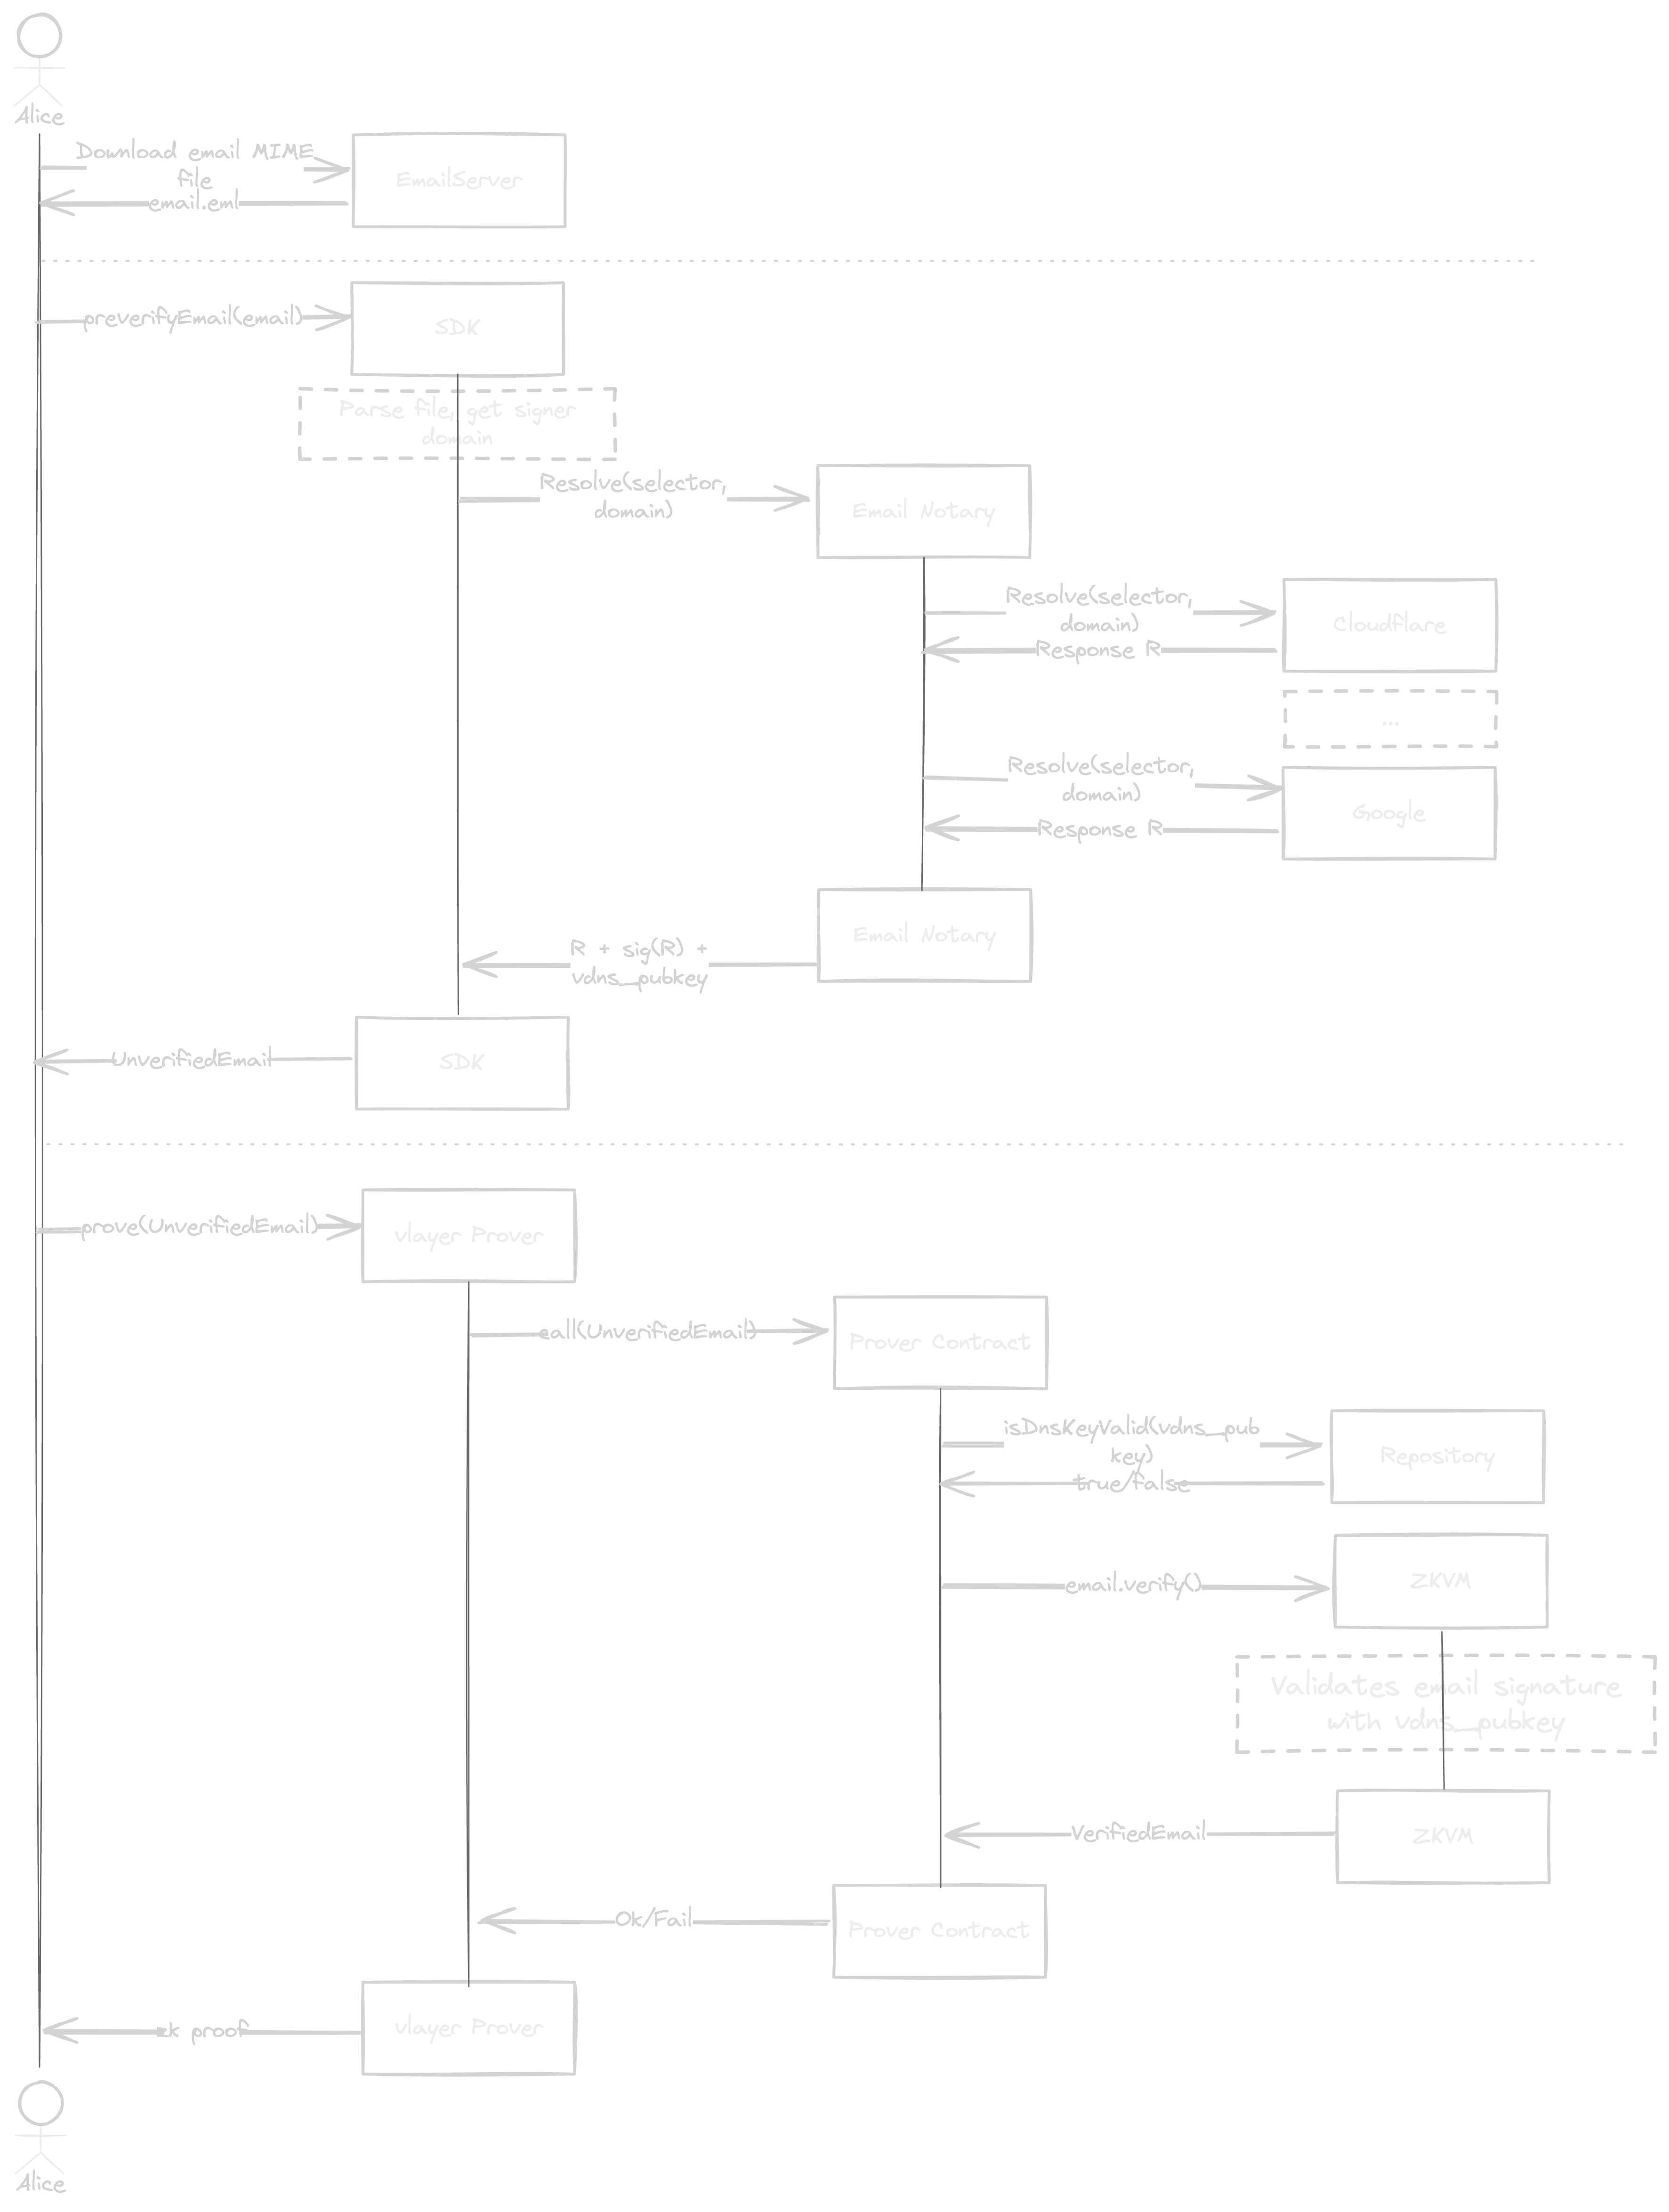 Alice
Download email MIME
file
EmailServer
email.eml
preverifyEmail(email)
SDK
Parse file, get signer
domain
Resolve(selector,
domain)
Email Notary
Resolve(selector,
domain)
Cloudflare
Response R
...
Resolve(selector,
domain)
Google
Response R
Email Notary
R + sig(R) +
vdns_pubkey
UnverifiedEmail
SDK
prove(UnverifiedEmail)
vlayer Prover
call(UnverifiedEmail)
Prover Contract
isDnsKeyValid(vdns_pub
key)
Repository
true/false
email.verify()
ZKVM
Validates email signature
with vdns_pubkey
VerifiedEmail
ZKVM
Ok/Fail
Prover Contract
zk proof
vlayer Prover
Alice